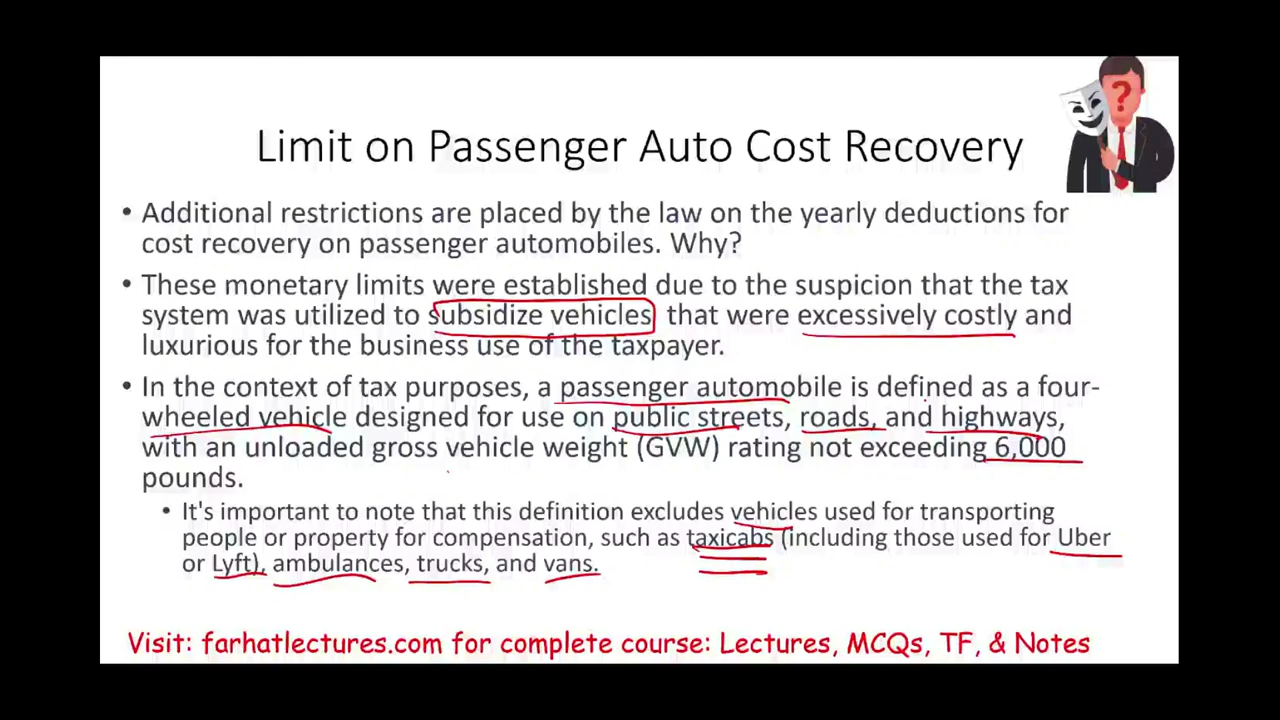 ?
Limit on Passenger Auto Cost Recovery
• Additional restrictions are placed by the law on the yearly deductions for
cost recovery on passenger automobiles. Why?
• These monetary limits were established due to the suspicion that the tax
system was utilized to subsidize vehicles that were excessively costly and
luxurious for the business use of the taxpayer.
• In the context of tax purposes, a passenger automobile is defined as a four-
wheeled vehicle designed for use on public streets, roads, and highways,
with an unloaded gross vehicle weight (GVW) rating not exceeding 6,000
pounds.
• It's important to note that this definition excludes vehicles used for transporting
people or property for compensation, such as taxicabs (including those used for Uber
or Lyft), ambulances, trucks, and vans.
Visit: farhatlectures.com for complete course: Lectures, MCQs, TF, & Notes